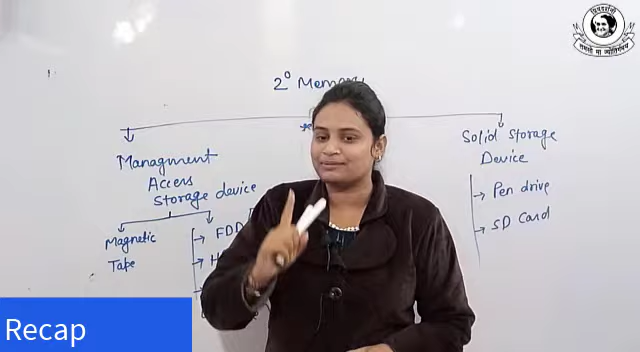 2° Memory
Managment
Access
Storage device
Magnetic
Tape
FDD
Solid Storage
Device
Pen drive
SD Card
Recap